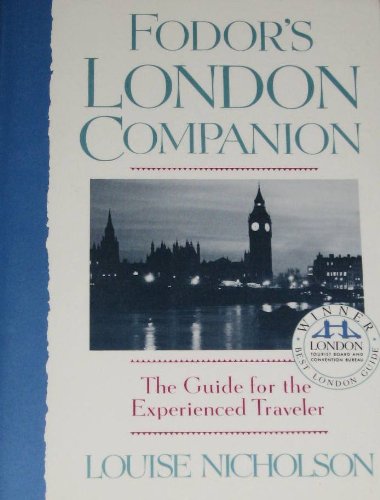 FODOR'S
LONDON
COMPANION
WINNER
LONDON
TOURIST BOARD AND
CONVENTION BUREAU
BEST LONDON GUIDE
The Guide for the
Experienced Traveler
LOUISE NICHOLSON